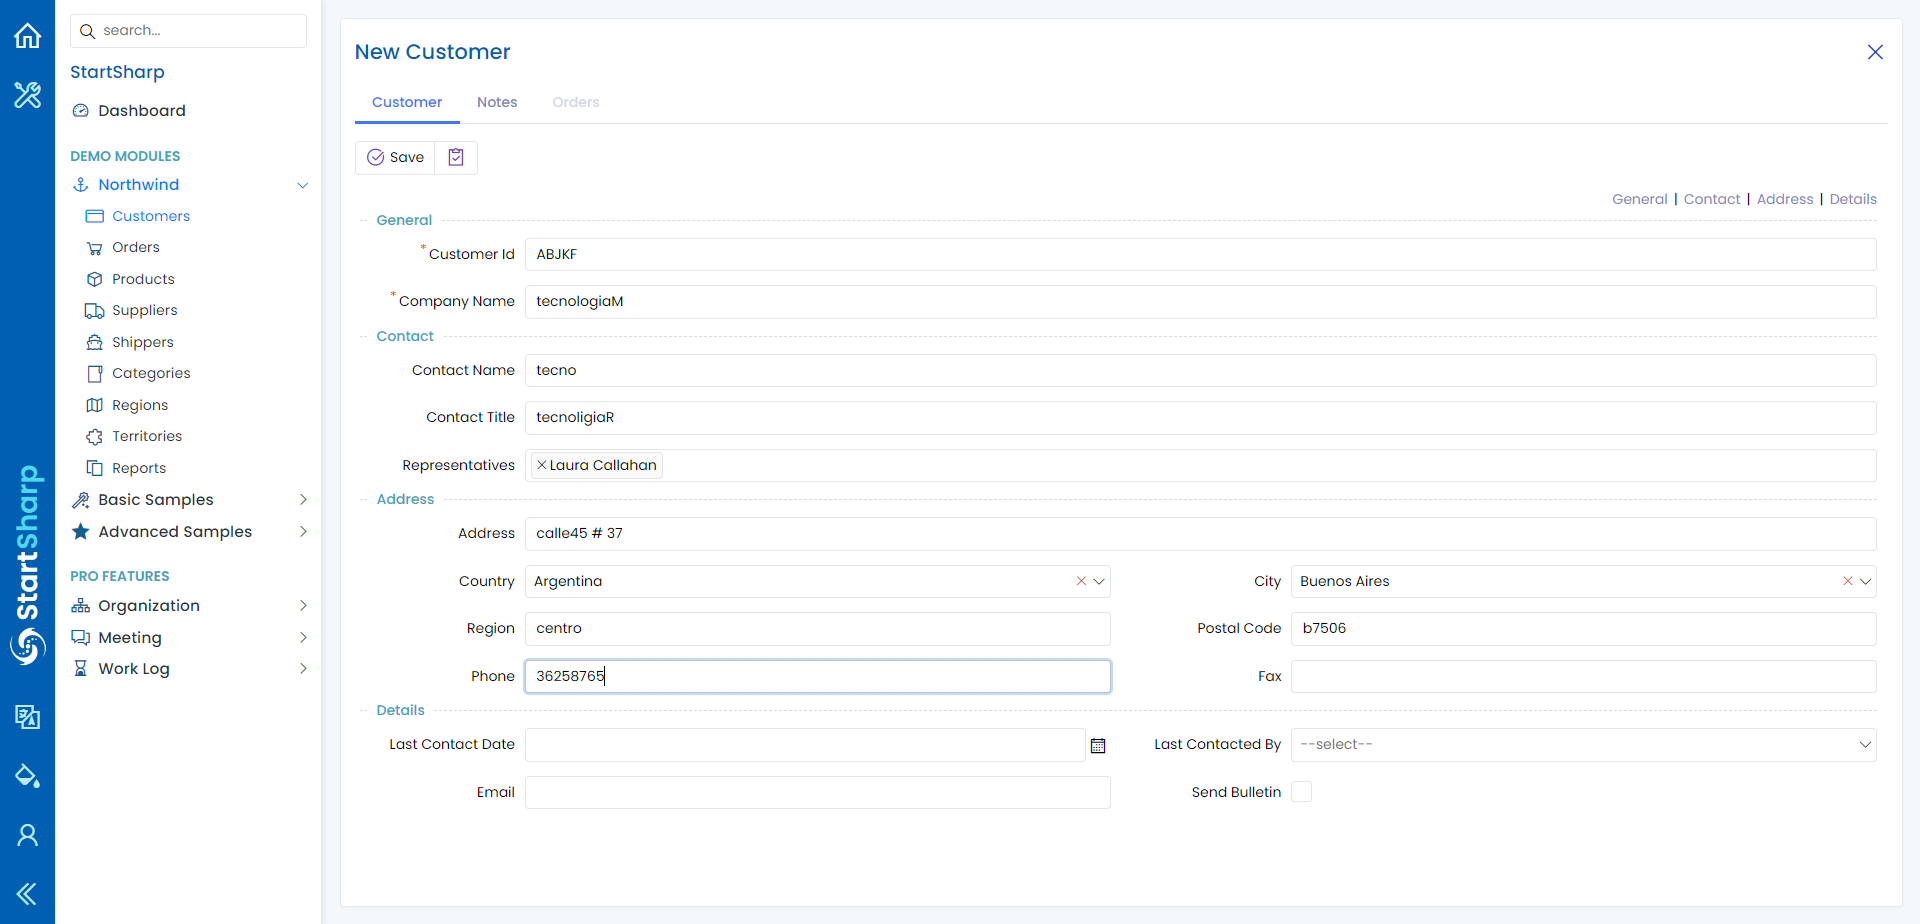 search...
StartSharp
Dashboard
DEMO MODULES
Northwind
Customers
Orders
Products
Suppliers
Shippers
Categories
Regions
Territories
Reports
Basic Samples
Advanced Samples
PRO FEATURES
Organization
Meeting
Work Log
StartSharp
New Customer
Customer Notes Orders
Save
General | Contact | Address | Details
General
* Customer Id ABJKF
* Company Name tecnologiaM
Contact
Contact Name tecno
Contact Title tecnoligiaR
Representatives Laura Callahan
Address
Address calle45 # 37
Country Argentina City Buenos Aires
Region centro Postal Code b7506
Phone 36258765 Fax
Details
Last Contact Date Last Contacted By --select--
Email Send Bulletin